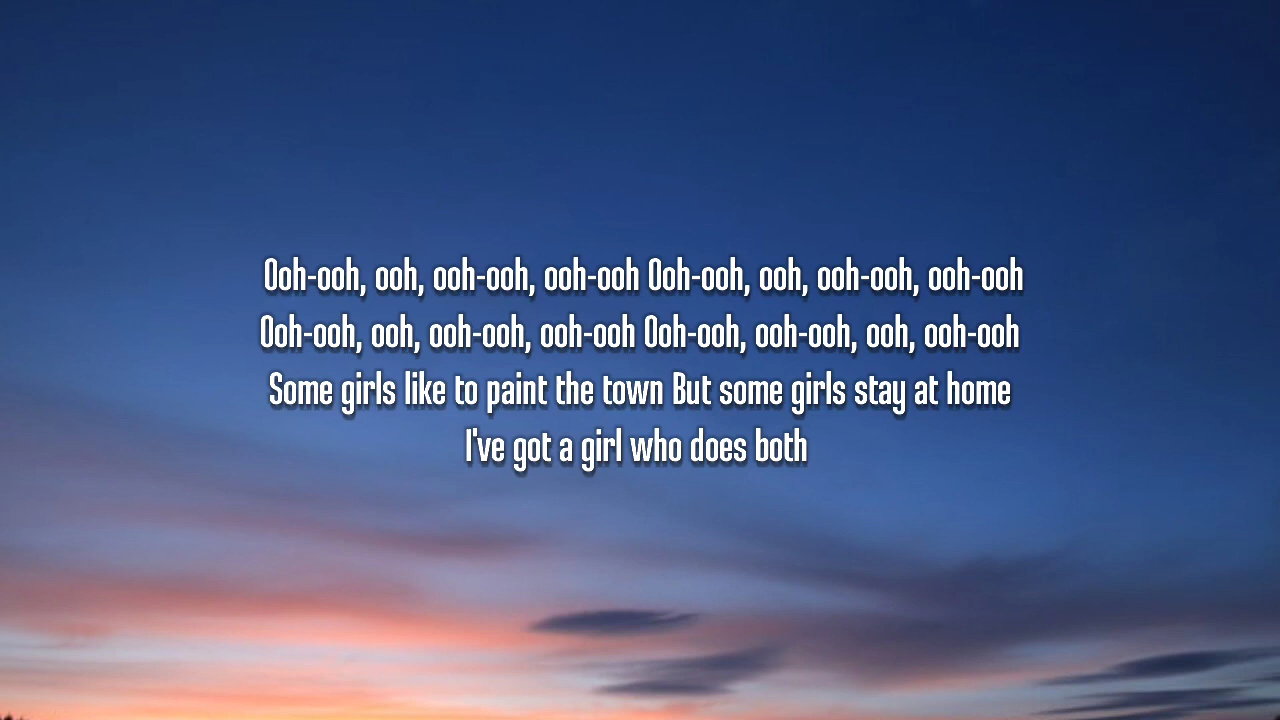 Ooh-ooh, ooh, ooh-ooh, ooh-ooh Ooh-ooh, ooh, ooh-ooh, ooh-ooh
Ooh-ooh, ooh, ooh-ooh, ooh-ooh Ooh-ooh, ooh-ooh, ooh, ooh-ooh
Some girls like to paint the town But some girls stay at home
I've got a girl who does both